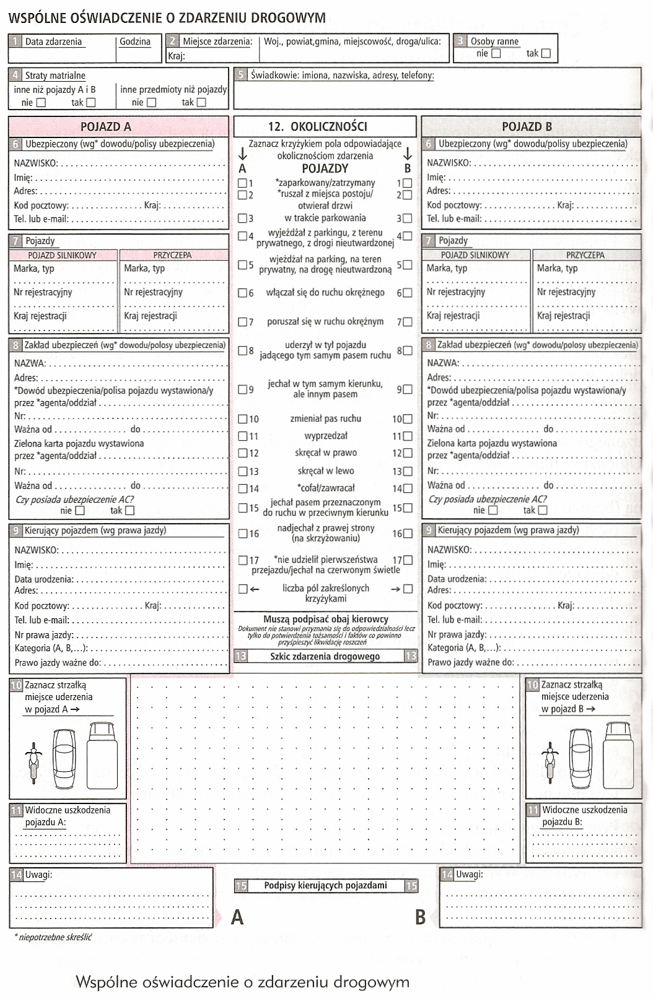 WSPÓLNE OŚWIADCZENIE O ZDARZENIU DROGOWYM
1 Data zdarzenia
Godzina
2 Miejsce zdarzenia:
Kraj:
Woj., powiat,gmina, miejscowość, droga/ulica:
3 Osoby ranne
nie tak
4 Straty matrialne
inne niż pojazdy A i B
nie tak
inne przedmioty niż pojazdy
nie tak
5 Świadkowie: imiona, nazwiska, adresy, telefony:
POJAZD A
6 Ubezpieczony (wg* dowodu/polisy ubezpieczenia)
NAZWISKO:
Imię:
Adres:
Kod pocztowy: Kraj:
Tel. lub e-mail:
7 Pojazdy
POJAZD SILNIKOWY
PRZYCZEPA
Marka, typ
Marka, typ
Nr rejestracyjny
Nr rejestracyjny
Kraj rejestracji
Kraj rejestracji
8 Zakład ubezpieczeń (wg* dowodu/polosy ubezpieczenia)
NAZWA:
Adres:
*Dowód ubezpieczenia/polisa pojazdu wystawiona/y
przez *agenta/oddział
Nr:
Ważna od do
Zielona karta pojazdu wystawiona
przez *agenta/oddział
Nr:
Ważna od do
Czy posiada ubezpieczenie AC?
nie tak
9 Kierujący pojazdem (wg prawa jazdy)
NAZWISKO:
Imię:
Data urodzenia:
Adres:
Kod pocztowy: Kraj:
Tel. lub e-mail:
Nr prawa jazdy:
Kategoria (A, B,...):
Prawo jazdy ważne do:
12. OKOLICZNOŚCI
Zaznacz krzyżykiem pola odpowiadające
↓ okolicznościom zdarzenia ↓
A POJAZDY B
1 *zaparkowany/zatrzymany 1
2 *ruszał z miejsca postoju/ 2
otwierał drzwi
3 w trakcie parkowania 3
4 wyjeżdżał z parkingu, z terenu 4
prywatnego, z drogi nieutwardzonej
5 wjeżdżał na parking, na teren 5
prywatny, na drogę nieutwardzoną
6 włączał się do ruchu okrężnego 6
7 poruszał się w ruchu okrężnym 7
8 uderzył w tył pojazdu 8
jadącego tym samym pasem ruchu
9 jechał w tym samym kierunku, 9
ale innym pasem
10 zmieniał pas ruchu 10
11 wyprzedzał 11
12 skręcał w prawo 12
13 skręcał w lewo 13
14 *cofał/zawracał 14
15 jechał pasem przeznaczonym 15
do ruchu w przeciwnym kierunku
16 nadjechał z prawej strony 16
(na skrzyżowaniu)
17 *nie udzielił pierwszeństwa 17
przejazdu/jechał na czerwonym świetle
← liczba pól zakreślonych →
krzyżykami
Muszą podpisać obaj kierowcy
Dokument nie stanowi przyznania się do odpowiedzialności lecz
tylko do potwierdzenia tożsamości i faktów co powinno
przyśpieszyć likwidację roszczeń
13 Szkic zdarzenia drogowego 13
POJAZD B
6 Ubezpieczony (wg* dowodu/polisy ubezpieczenia)
NAZWISKO:
Imię:
Adres:
Kod pocztowy: Kraj:
Tel. lub e-mail:
7 Pojazdy
POJAZD SILNIKOWY
PRZYCZEPA
Marka, typ
Marka, typ
Nr rejestracyjny
Nr rejestracyjny
Kraj rejestracji
Kraj rejestracji
8 Zakład ubezpieczeń (wg* dowodu/polosy ubezpieczenia)
NAZWA:
Adres:
*Dowód ubezpieczenia/polisa pojazdu wystawiona/y
przez *agenta/oddział
Nr:
Ważna od do
Zielona karta pojazdu wystawiona
przez *agenta/oddział
Nr:
Ważna od do
Czy posiada ubezpieczenie AC?
nie tak
9 Kierujący pojazdem (wg prawa jazdy)
NAZWISKO:
Imię:
Data urodzenia:
Adres:
Kod pocztowy: Kraj:
Tel. lub e-mail:
Nr prawa jazdy:
Kategoria (A, B,...):
Prawo jazdy ważne do:
10 Zaznacz strzałką
miejsce uderzenia
w pojazd A →
11 Widoczne uszkodzenia
pojazdu A:
10 Zaznacz strzałką
miejsce uderzenia
w pojazd B →
11 Widoczne uszkodzenia
pojazdu B:
14 Uwagi:
15 Podpisy kierujących pojazdami 15
A B
14 Uwagi:
* niepotrzebne skreślić
Wspólne oświadczenie o zdarzeniu drogowym